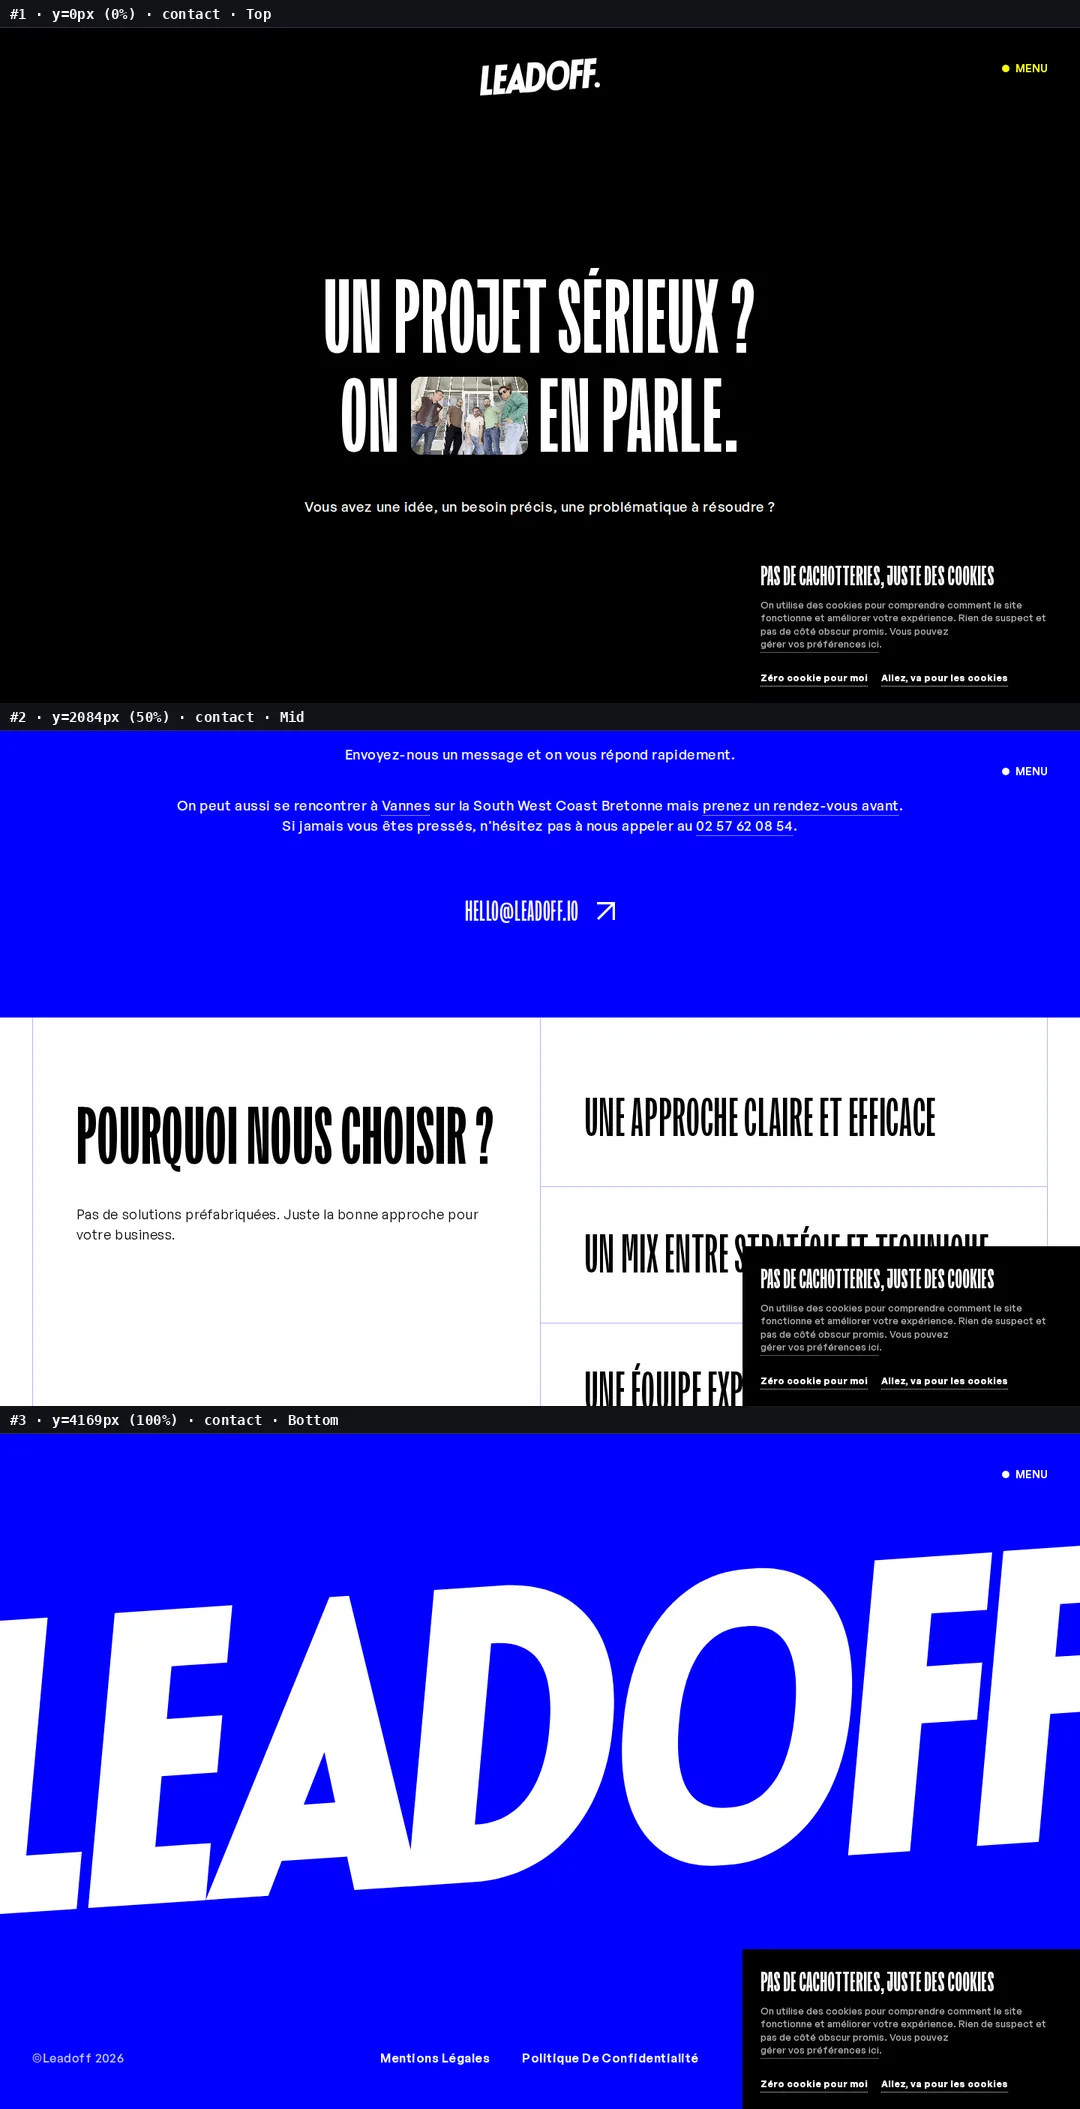 #1 · y=0px (0%) · contact · Top
LEADOFF.
MENU
UN PROJET SÉRIEUX ?
ON EN PARLE.
Vous avez une idée, un besoin précis, une problématique à résoudre ?
PAS DE CACHOTTERIES, JUSTE DES COOKIES
On utilise des cookies pour comprendre comment le site
fonctionne et améliorer votre expérience. Rien de suspect et
pas de côté obscur promis. Vous pouvez
gérer vos préférences ici.
Zéro cookie pour moi Allez, va pour les cookies
#2 · y=2084px (50%) · contact · Mid
Envoyez-nous un message et on vous répond rapidement.
MENU
On peut aussi se rencontrer à Vannes sur la South West Coast Bretonne mais prenez un rendez-vous avant.
Si jamais vous êtes pressés, n'hésitez pas à nous appeler au 02 57 62 08 54.
HELLO@LEADOFF.IO
POURQUOI NOUS CHOISIR ?
Pas de solutions préfabriquées. Juste la bonne approche pour
votre business.
UNE APPROCHE CLAIRE ET EFFICACE
UN MIX ENTRE STRATÉGIE ET TECHNIQUE
UNE ÉQUIPE EXP
PAS DE CACHOTTERIES, JUSTE DES COOKIES
On utilise des cookies pour comprendre comment le site
fonctionne et améliorer votre expérience. Rien de suspect et
pas de côté obscur promis. Vous pouvez
gérer vos préférences ici.
Zéro cookie pour moi Allez, va pour les cookies
#3 · y=4169px (100%) · contact · Bottom
MENU
LEADOFF
PAS DE CACHOTTERIES, JUSTE DES COOKIES
On utilise des cookies pour comprendre comment le site
fonctionne et améliorer votre expérience. Rien de suspect et
pas de côté obscur promis. Vous pouvez
gérer vos préférences ici.
Zéro cookie pour moi Allez, va pour les cookies
©Leadoff 2026
Mentions Légales Politique De Confidentialité